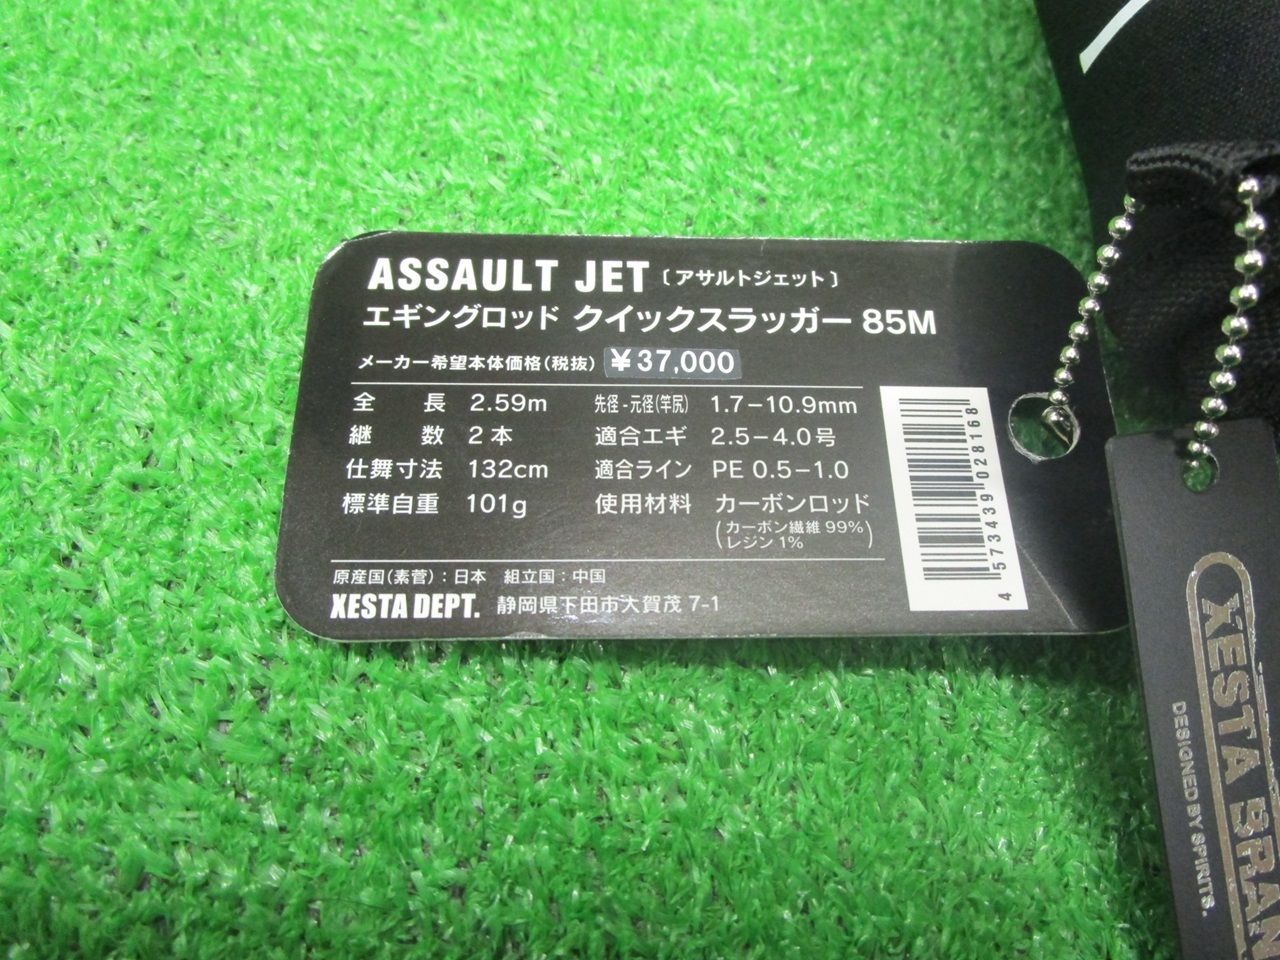 ASSAULT JET 〔アサルトジェット〕
エギングロッド クイックスラッガー 85M
メーカー希望本体価格(税抜) ¥37,000
全長 2.59m 先径-元径(竿尻) 1.7-10.9mm
継数 2本 適合エギ 2.5-4.0号
仕舞寸法 132cm 適合ライン PE 0.5-1.0
標準自重 101g 使用材料 カーボンロッド
(カーボン繊維 99%
レジン 1%)
原産国(素菅):日本 組立国:中国
XESTA DEPT. 静岡県下田市大賀茂 7-1
4 573439 028168
XESTA BRAN
DESIGNED BY SPIRITS.